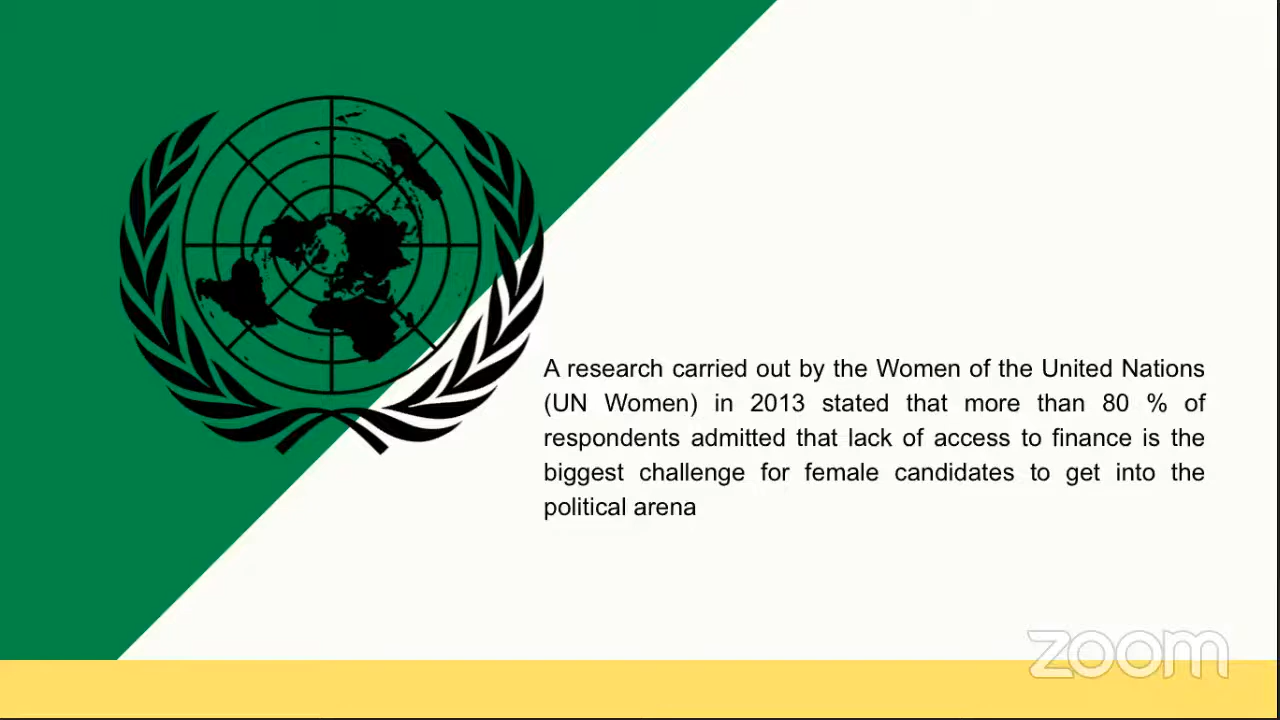 A research carried out by the Women of the United Nations
(UN Women) in 2013 stated that more than 80 % of
respondents admitted that lack of access to finance is the
biggest challenge for female candidates to get into the
political arena
zoom